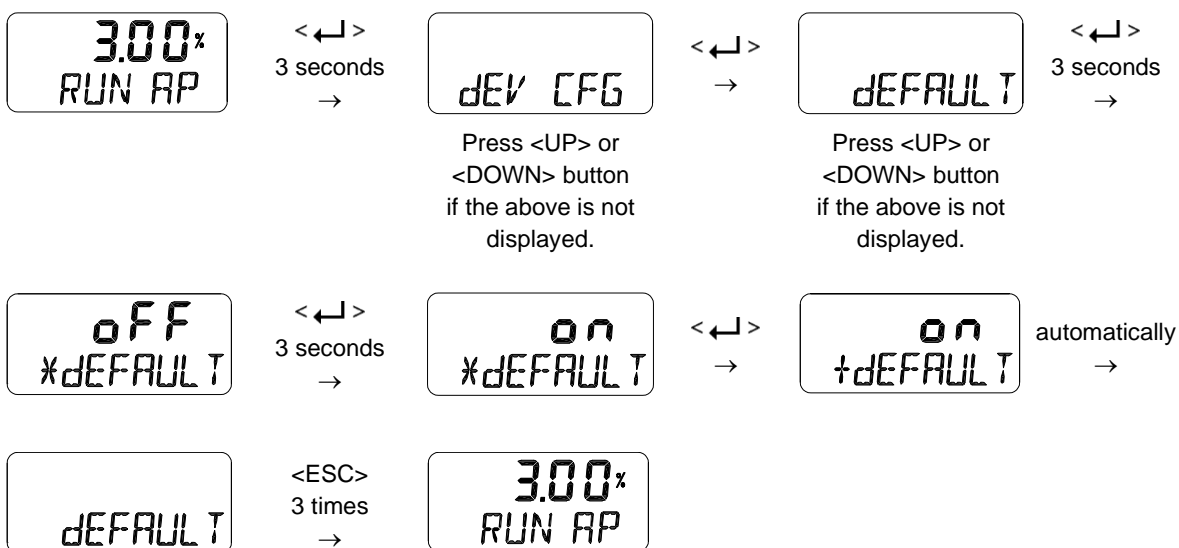 3.00%
RUN AP
< ↵ >
3 seconds
→
dEV CFG
Press <UP> or
<DOWN> button
if the above is not
displayed.
< ↵ >
→
dEFAULT
Press <UP> or
<DOWN> button
if the above is not
displayed.
< ↵ >
3 seconds
→
oFF
*dEFAULT
< ↵ >
3 seconds
→
on
*dEFAULT
< ↵ >
→
on
+dEFAULT
automatically
→
dEFAULT
<ESC>
3 times
→
3.00%
RUN AP